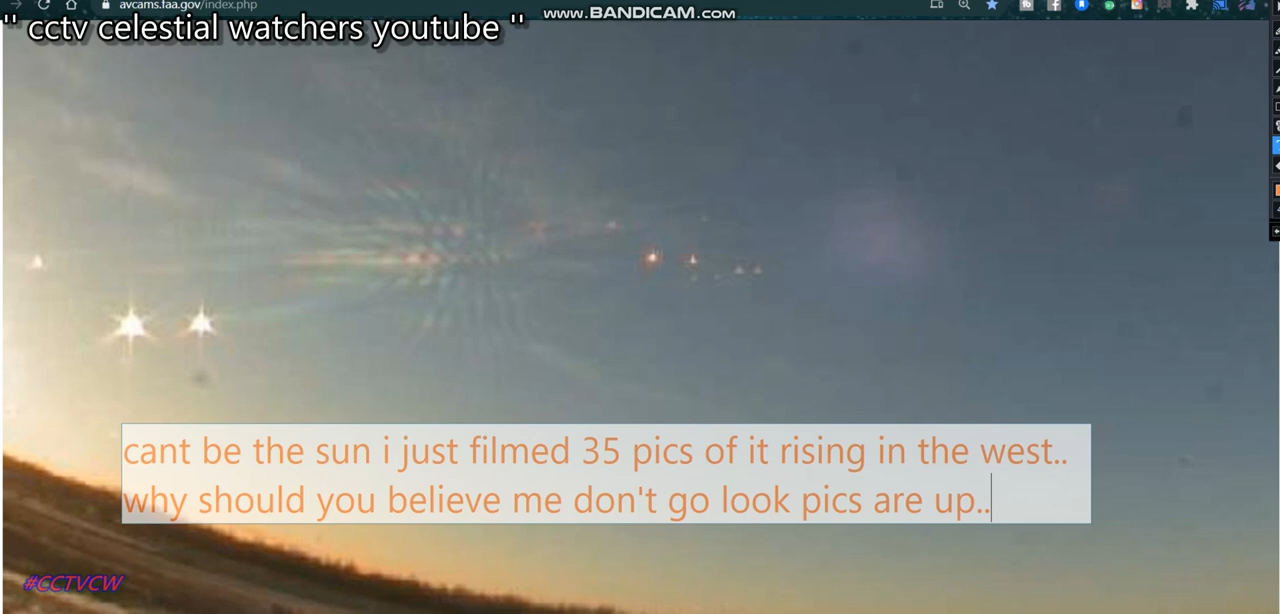 avcams.faa.gov/index.php
www.BANDICAM.com
" cctv celestial watchers youtube "
cant be the sun i just filmed 35 pics of it rising in the west..
why should you believe me don't go look pics are up..
#CCTVCW